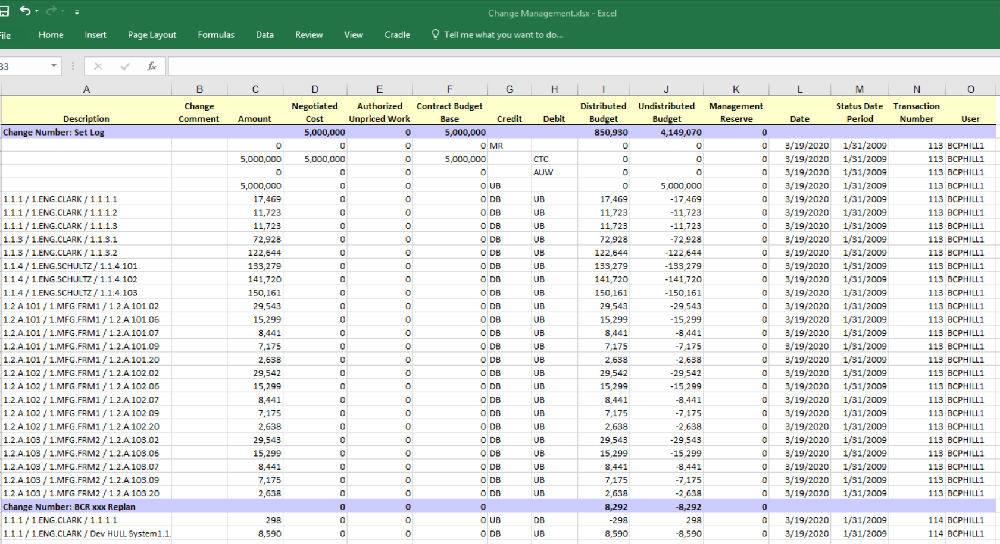 Change Management.xlsx - Excel
File Home Insert Page Layout Formulas Data Review View Cradle Tell me what you want to do...
33 fx
A B C D E F G H I J K L M N O
Change Negotiated Authorized Contract Budget Distributed Undistributed Management Status Date Transaction
Description Comment Amount Cost Unpriced Work Base Credit Debit Budget Budget Reserve Date Period Number User
Change Number: Set Log 5,000,000 0 5,000,000 850,930 4,149,070 0
0 0 0 0 MR 0 0 0 3/19/2020 1/31/2009 113 BCPHILL1
5,000,000 5,000,000 0 5,000,000 CTC 0 0 0 3/19/2020 1/31/2009 113 BCPHILL1
0 0 0 0 AUW 0 0 0 3/19/2020 1/31/2009 113 BCPHILL1
5,000,000 0 0 0 UB 0 5,000,000 0 3/19/2020 1/31/2009 113 BCPHILL1
1.1.1 / 1.ENG.CLARK / 1.1.1.1 17,469 0 0 0 DB UB 17,469 -17,469 0 3/19/2020 1/31/2009 113 BCPHILL1
1.1.1 / 1.ENG.CLARK / 1.1.1.2 11,723 0 0 0 DB UB 11,723 -11,723 0 3/19/2020 1/31/2009 113 BCPHILL1
1.1.1 / 1.ENG.CLARK / 1.1.1.3 11,723 0 0 0 DB UB 11,723 -11,723 0 3/19/2020 1/31/2009 113 BCPHILL1
1.1.3 / 1.ENG.CLARK / 1.1.3.1 72,928 0 0 0 DB UB 72,928 -72,928 0 3/19/2020 1/31/2009 113 BCPHILL1
1.1.3 / 1.ENG.CLARK / 1.1.3.2 122,644 0 0 0 DB UB 122,644 -122,644 0 3/19/2020 1/31/2009 113 BCPHILL1
1.1.4 / 1.ENG.SCHULTZ / 1.1.4.101 133,279 0 0 0 DB UB 133,279 -133,279 0 3/19/2020 1/31/2009 113 BCPHILL1
1.1.4 / 1.ENG.SCHULTZ / 1.1.4.102 141,720 0 0 0 DB UB 141,720 -141,720 0 3/19/2020 1/31/2009 113 BCPHILL1
1.1.4 / 1.ENG.SCHULTZ / 1.1.4.103 150,161 0 0 0 DB UB 150,161 -150,161 0 3/19/2020 1/31/2009 113 BCPHILL1
1.2.A.101 / 1.MFG.FRM1 / 1.2.A.101.02 29,543 0 0 0 DB UB 29,543 -29,543 0 3/19/2020 1/31/2009 113 BCPHILL1
1.2.A.101 / 1.MFG.FRM1 / 1.2.A.101.06 15,299 0 0 0 DB UB 15,299 -15,299 0 3/19/2020 1/31/2009 113 BCPHILL1
1.2.A.101 / 1.MFG.FRM1 / 1.2.A.101.07 8,441 0 0 0 DB UB 8,441 -8,441 0 3/19/2020 1/31/2009 113 BCPHILL1
1.2.A.101 / 1.MFG.FRM1 / 1.2.A.101.09 7,175 0 0 0 DB UB 7,175 -7,175 0 3/19/2020 1/31/2009 113 BCPHILL1
1.2.A.101 / 1.MFG.FRM1 / 1.2.A.101.20 2,638 0 0 0 DB UB 2,638 -2,638 0 3/19/2020 1/31/2009 113 BCPHILL1
1.2.A.102 / 1.MFG.FRM1 / 1.2.A.102.02 29,542 0 0 0 DB UB 29,542 -29,542 0 3/19/2020 1/31/2009 113 BCPHILL1
1.2.A.102 / 1.MFG.FRM1 / 1.2.A.102.06 15,299 0 0 0 DB UB 15,299 -15,299 0 3/19/2020 1/31/2009 113 BCPHILL1
1.2.A.102 / 1.MFG.FRM1 / 1.2.A.102.07 8,441 0 0 0 DB UB 8,441 -8,441 0 3/19/2020 1/31/2009 113 BCPHILL1
1.2.A.102 / 1.MFG.FRM1 / 1.2.A.102.09 7,175 0 0 0 DB UB 7,175 -7,175 0 3/19/2020 1/31/2009 113 BCPHILL1
1.2.A.102 / 1.MFG.FRM1 / 1.2.A.102.20 2,638 0 0 0 DB UB 2,638 -2,638 0 3/19/2020 1/31/2009 113 BCPHILL1
1.2.A.103 / 1.MFG.FRM2 / 1.2.A.103.02 29,543 0 0 0 DB UB 29,543 -29,543 0 3/19/2020 1/31/2009 113 BCPHILL1
1.2.A.103 / 1.MFG.FRM2 / 1.2.A.103.06 15,299 0 0 0 DB UB 15,299 -15,299 0 3/19/2020 1/31/2009 113 BCPHILL1
1.2.A.103 / 1.MFG.FRM2 / 1.2.A.103.07 8,441 0 0 0 DB UB 8,441 -8,441 0 3/19/2020 1/31/2009 113 BCPHILL1
1.2.A.103 / 1.MFG.FRM2 / 1.2.A.103.09 7,175 0 0 0 DB UB 7,175 -7,175 0 3/19/2020 1/31/2009 113 BCPHILL1
1.2.A.103 / 1.MFG.FRM2 / 1.2.A.103.20 2,638 0 0 0 DB UB 2,638 -2,638 0 3/19/2020 1/31/2009 113 BCPHILL1
Change Number: BCR xxx Replan 0 0 0 8,292 -8,292 0
1.1.1 / 1.ENG.CLARK / 1.1.1.1 298 0 0 0 UB DB -298 298 0 3/19/2020 1/31/2009 114 BCPHILL1
1.1.1 / 1.ENG.CLARK / Dev HULL System1.1. 8,590 0 0 0 DB UB 8,590 -8,590 0 3/19/2020 1/31/2009 114 BCPHILL1